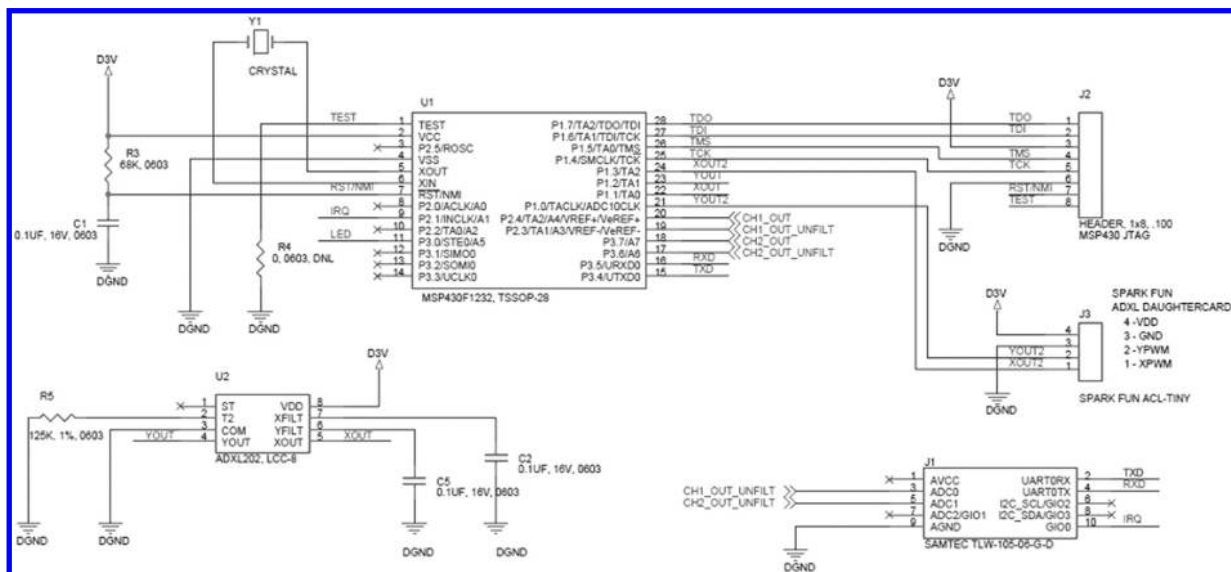 Y1
CRYSTAL
D3V
R3
68K, 0603
C1
0.1UF, 16V, 0603
DGND
RST/NMI
TEST
IRQ
LED
R4
0, 0603, DNL
DGND
DGND
U1
1 TEST
2 VCC
3 P2.5/ROSC
4 VSS
5 XOUT
6 XIN
7 RST/NMI
8 P2.0/ACLK/A0
9 P2.1/INCLK/A1
10 P2.2/TA0/A2
11 P3.0/STE0/A5
12 P3.1/SIMO0
13 P3.2/SOMI0
14 P3.3/UCLK0
P1.7/TA2/TDO/TDI 28 TDO
P1.6/TA1/TDI/TCK 27 TDI
P1.5/TA0/TMS 26 TMS
P1.4/SMCLK/TCK 25 TCK
P1.3/TA2 24 XOUT2
P1.2/TA1 23 YOUT
P1.1/TA0 22 XOUT
P1.0/TACLK/ADC10CLK 21 YOUT2
P2.4/TA2/A4/VREF+/VeREF+ 20 CH1_OUT
P2.3/TA1/A3/VREF-/VeREF- 19 CH1_OUT_UNFILT
P3.7/A7 18 CH2_OUT
P3.6/A6 17 CH2_OUT_UNFILT
P3.5/URXD0 16 RXD
P3.4/UTXD0 15 TXD
MSP430F1232, TSSOP-28
D3V
J2
TDO 1
TDI 2
3
TMS 4
TCK 5
6
RST/NMI 7
TEST 8
HEADER, 1x8, .100
MSP430 JTAG
DGND
D3V
J3
4
3
YOUT2 2
XOUT2 1
DGND
SPARK FUN
ADXL DAUGHTERCARD
4 -VDD
3 - GND
2 -YPWM
1 - XPWM
SPARK FUN ACL-TINY
U2
D3V
R5
125K, 1%, 0603
1 ST
2 T2
3 COM
YOUT 4 YOUT
VDD 8
XFILT 7
YFILT 6
XOUT 5 XOUT
ADXL202, LCC-8
C2
0.1UF, 16V, 0603
C5
0.1UF, 16V, 0603
DGND
DGND
DGND
DGND
J1
1 AVCC
CH1_OUT_UNFILT 3 ADC0
CH2_OUT_UNFILT 5 ADC1
7 ADC2/GIO1
9 AGND
UART0RX 2 TXD
UART0TX 4 RXD
I2C_SCL/GIO2 6
I2C_SDA/GIO3 8
GIO0 10 IRQ
SAMTEC TLW-105-06-G-D
DGND